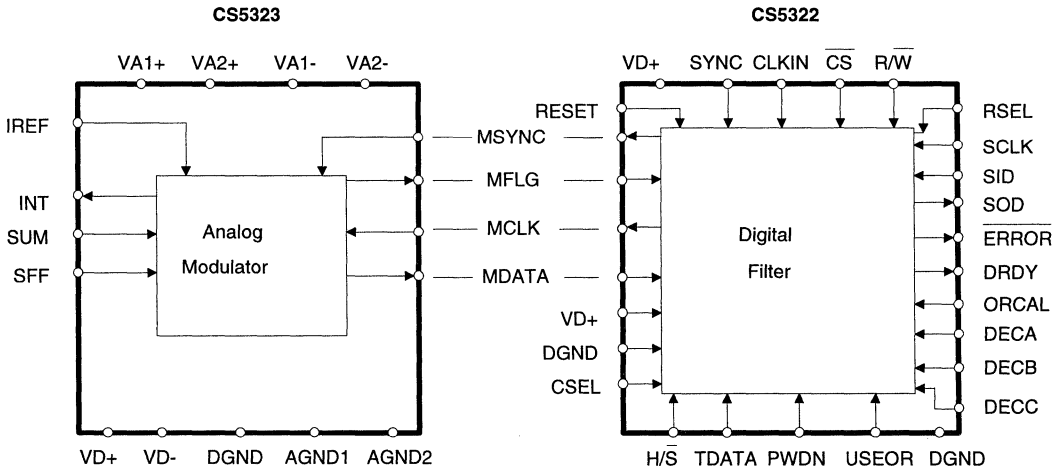 CS5323
CS5322
VA1+ VA2+ VA1- VA2-
VD+ SYNC CLKIN C̅S̅ R/W̅
IREF
INT
SUM
SFF
Analog
Modulator
MSYNC
MFLG
MCLK
MDATA
RESET
VD+
DGND
CSEL
Digital
Filter
RSEL
SCLK
SID
SOD
E̅R̅R̅O̅R̅
DRDY
ORCAL
DECA
DECB
DECC
VD+ VD- DGND AGND1 AGND2
H/S̅ TDATA PWDN USEOR DGND